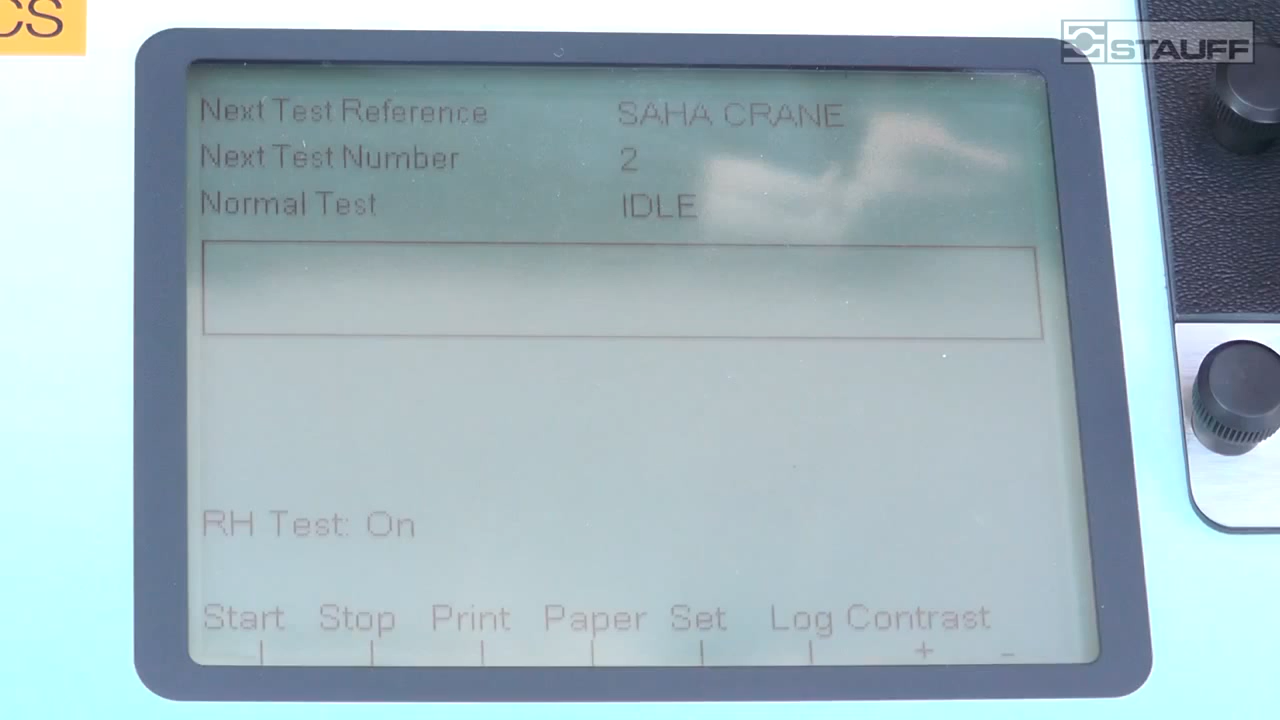 CS
STAUFF
Next Test Reference SAHA CRANE
Next Test Number 2
Normal Test IDLE
RH Test: On
Start Stop Print Paper Set Log Contrast
+ -